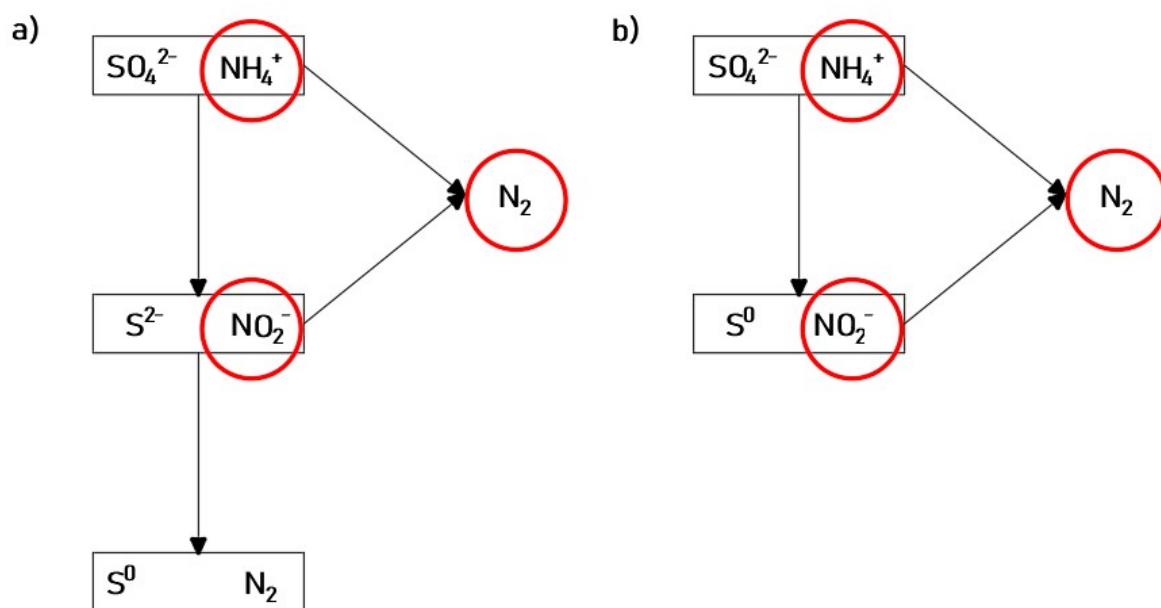 a)
SO₄²⁻ NH₄⁺
N₂
S²⁻ NO₂⁻
S⁰ N₂
b)
SO₄²⁻ NH₄⁺
N₂
S⁰ NO₂⁻